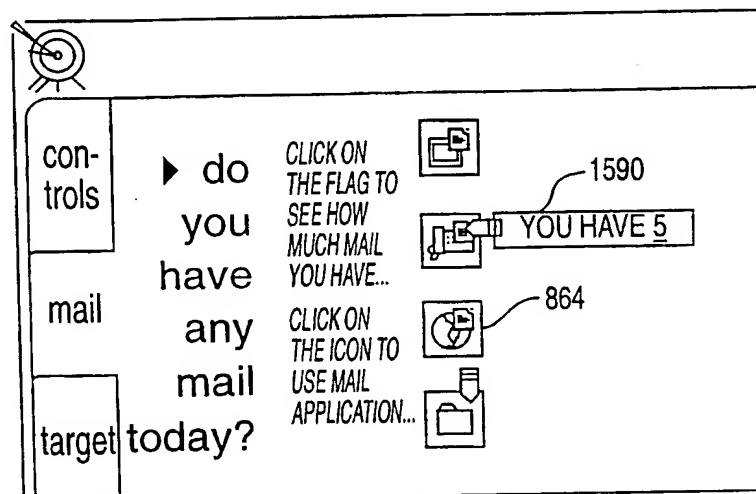 con-
trols
mail
target
▶ do
you
have
any
mail
today?
CLICK ON
THE FLAG TO
SEE HOW
MUCH MAIL
YOU HAVE...
CLICK ON
THE ICON TO
USE MAIL
APPLICATION...
YOU HAVE 5
1590
864